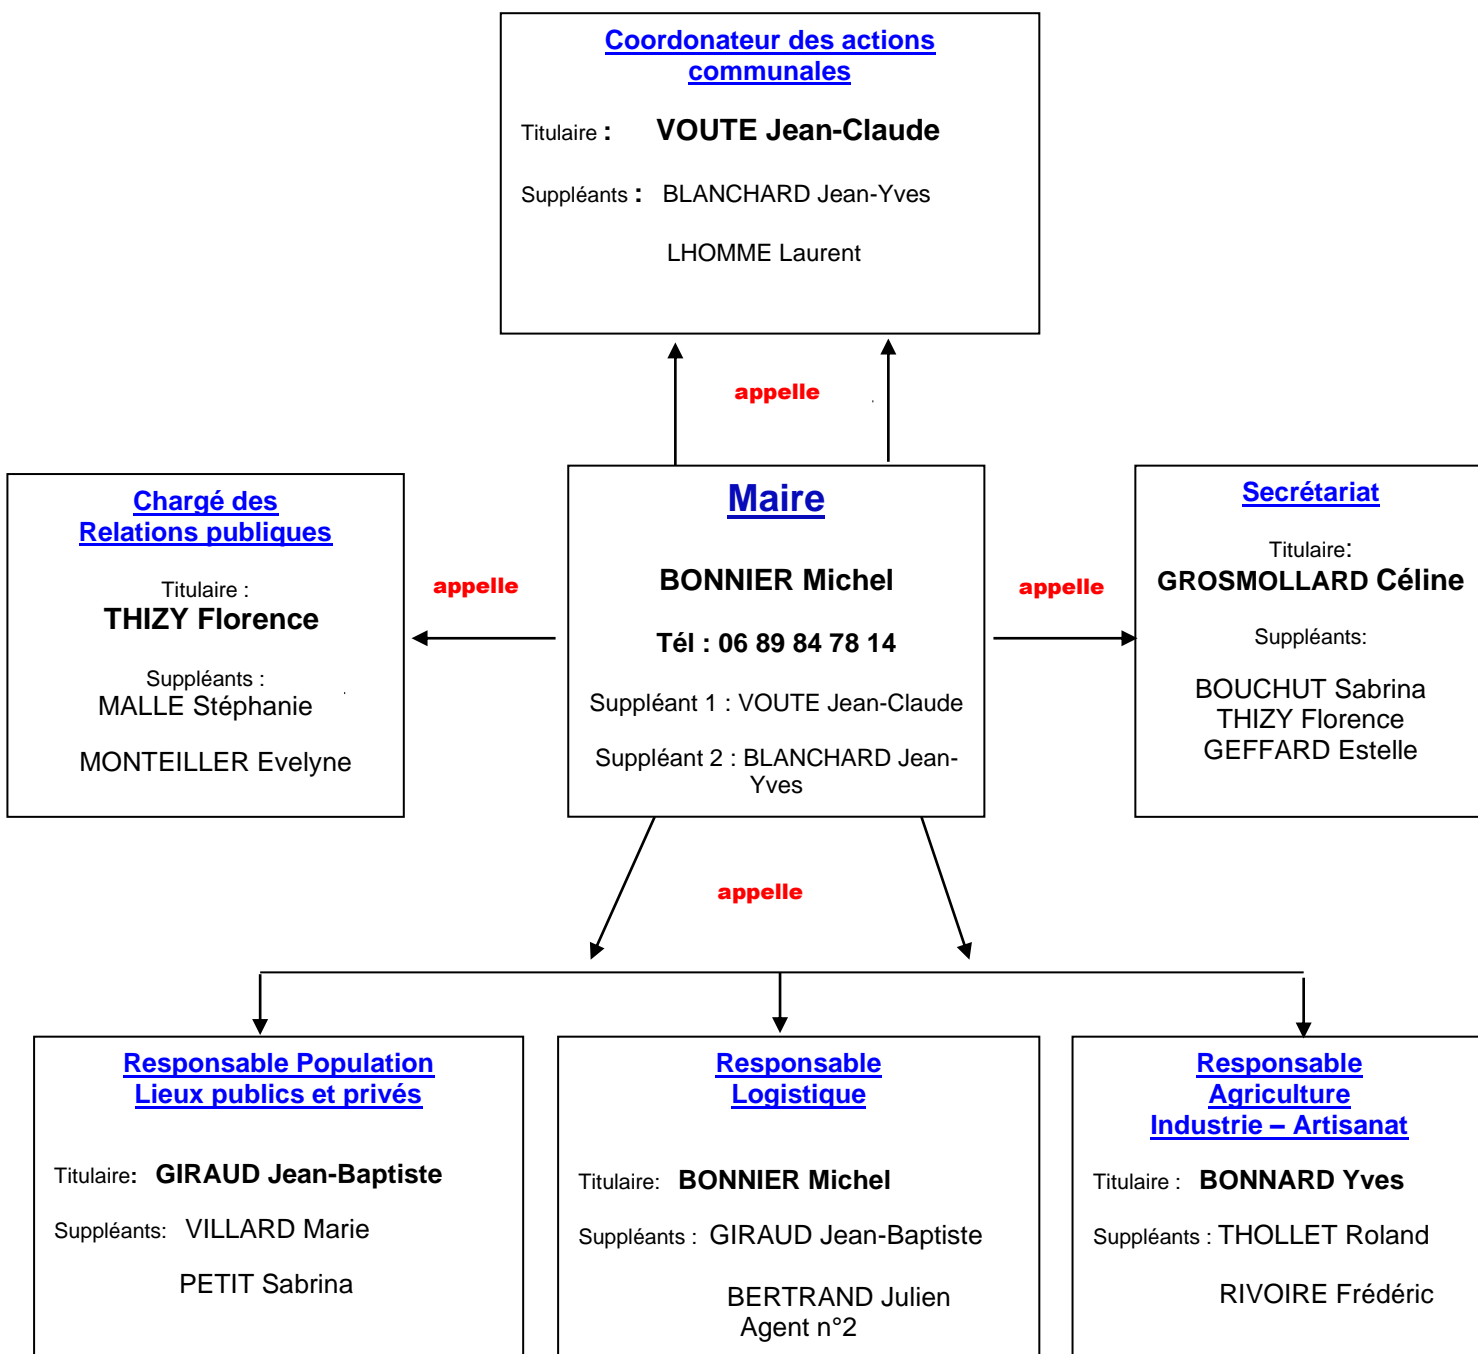 Coordonateur des actions
communales
Titulaire : VOUTE Jean-Claude
Suppléants : BLANCHARD Jean-Yves
LHOMME Laurent
appelle
Chargé des
Relations publiques
Titulaire :
THIZY Florence
Suppléants :
MALLE Stéphanie
MONTEILLER Evelyne
appelle
Maire
BONNIER Michel
Tél : 06 89 84 78 14
Suppléant 1 : VOUTE Jean-Claude
Suppléant 2 : BLANCHARD Jean-
Yves
appelle
Secrétariat
Titulaire:
GROSMOLLARD Céline
Suppléants:
BOUCHUT Sabrina
THIZY Florence
GEFFARD Estelle
appelle
Responsable Population
Lieux publics et privés
Titulaire: GIRAUD Jean-Baptiste
Suppléants: VILLARD Marie
PETIT Sabrina
Responsable
Logistique
Titulaire: BONNIER Michel
Suppléants : GIRAUD Jean-Baptiste
BERTRAND Julien
Agent n°2
Responsable
Agriculture
Industrie – Artisanat
Titulaire : BONNARD Yves
Suppléants : THOLLET Roland
RIVOIRE Frédéric